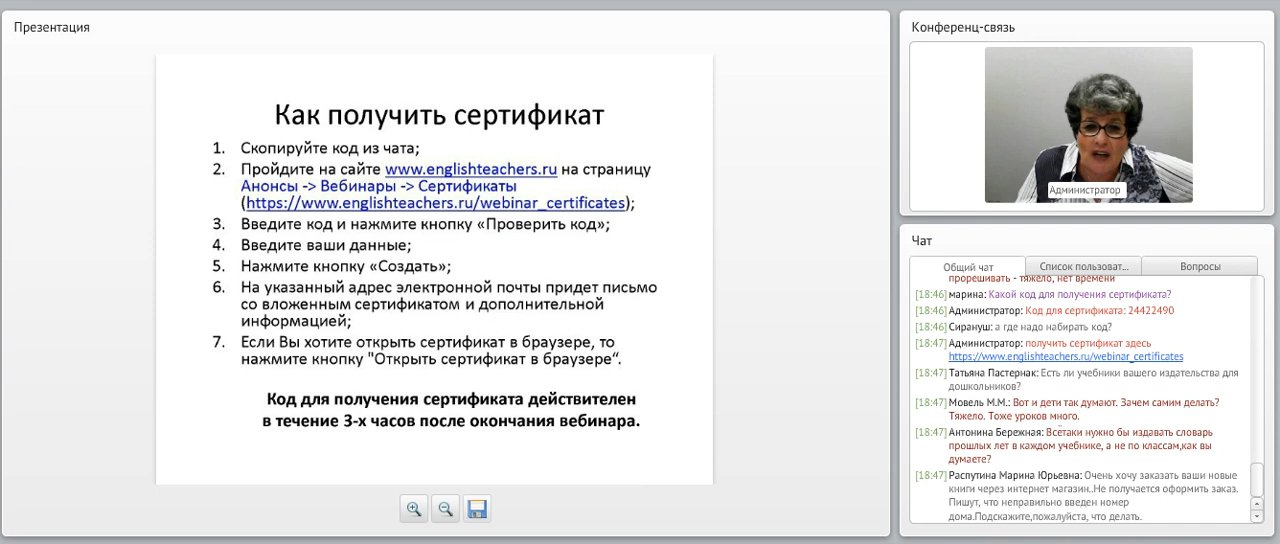 Презентация
Как получить сертификат
1. Скопируйте код из чата;
2. Пройдите на сайте www.englishteachers.ru на страницу
Анонсы -> Вебинары -> Сертификаты
(https://www.englishteachers.ru/webinar_certificates);
3. Введите код и нажмите кнопку «Проверить код»;
4. Введите ваши данные;
5. Нажмите кнопку «Создать»;
6. На указанный адрес электронной почты придет письмо
со вложенным сертификатом и дополнительной
информацией;
7. Если Вы хотите открыть сертификат в браузере, то
нажмите кнопку "Открыть сертификат в браузере“.
Код для получения сертификата действителен
в течение 3-х часов после окончания вебинара.
Конференц-связь
Администратор
Чат
Общий чат
Список пользоват...
Вопросы
прорешивать - тяжело, нет времени
[18:46] марина: Какой код для получения сертификата?
[18:46] Администратор: Код для сертификата: 24422490
[18:46] Сирануш: а где надо набирать код?
[18:47] Администратор: получить сертификат здесь
https://www.englishteachers.ru/webinar_certificates
[18:47] Татьяна Пастернак: Есть ли учебники вашего издательства для
дошкольников?
[18:47] Мовель М.М.: Вот и дети так думают. Зачем самим делать?
Тяжело. Тоже уроков много.
[18:47] Антонина Бережная: Всётаки нужно бы издавать словарь
прошлых лет в каждом учебнике, а не по классам,как вы
думаете?
[18:47] Распутина Марина Юрьевна: Очень хочу заказать ваши новые
книги через интернет магазин..Не получается оформить заказ.
Пишут, что неправильно введен номер
дома.Подскажите,пожалуйста, что делать.